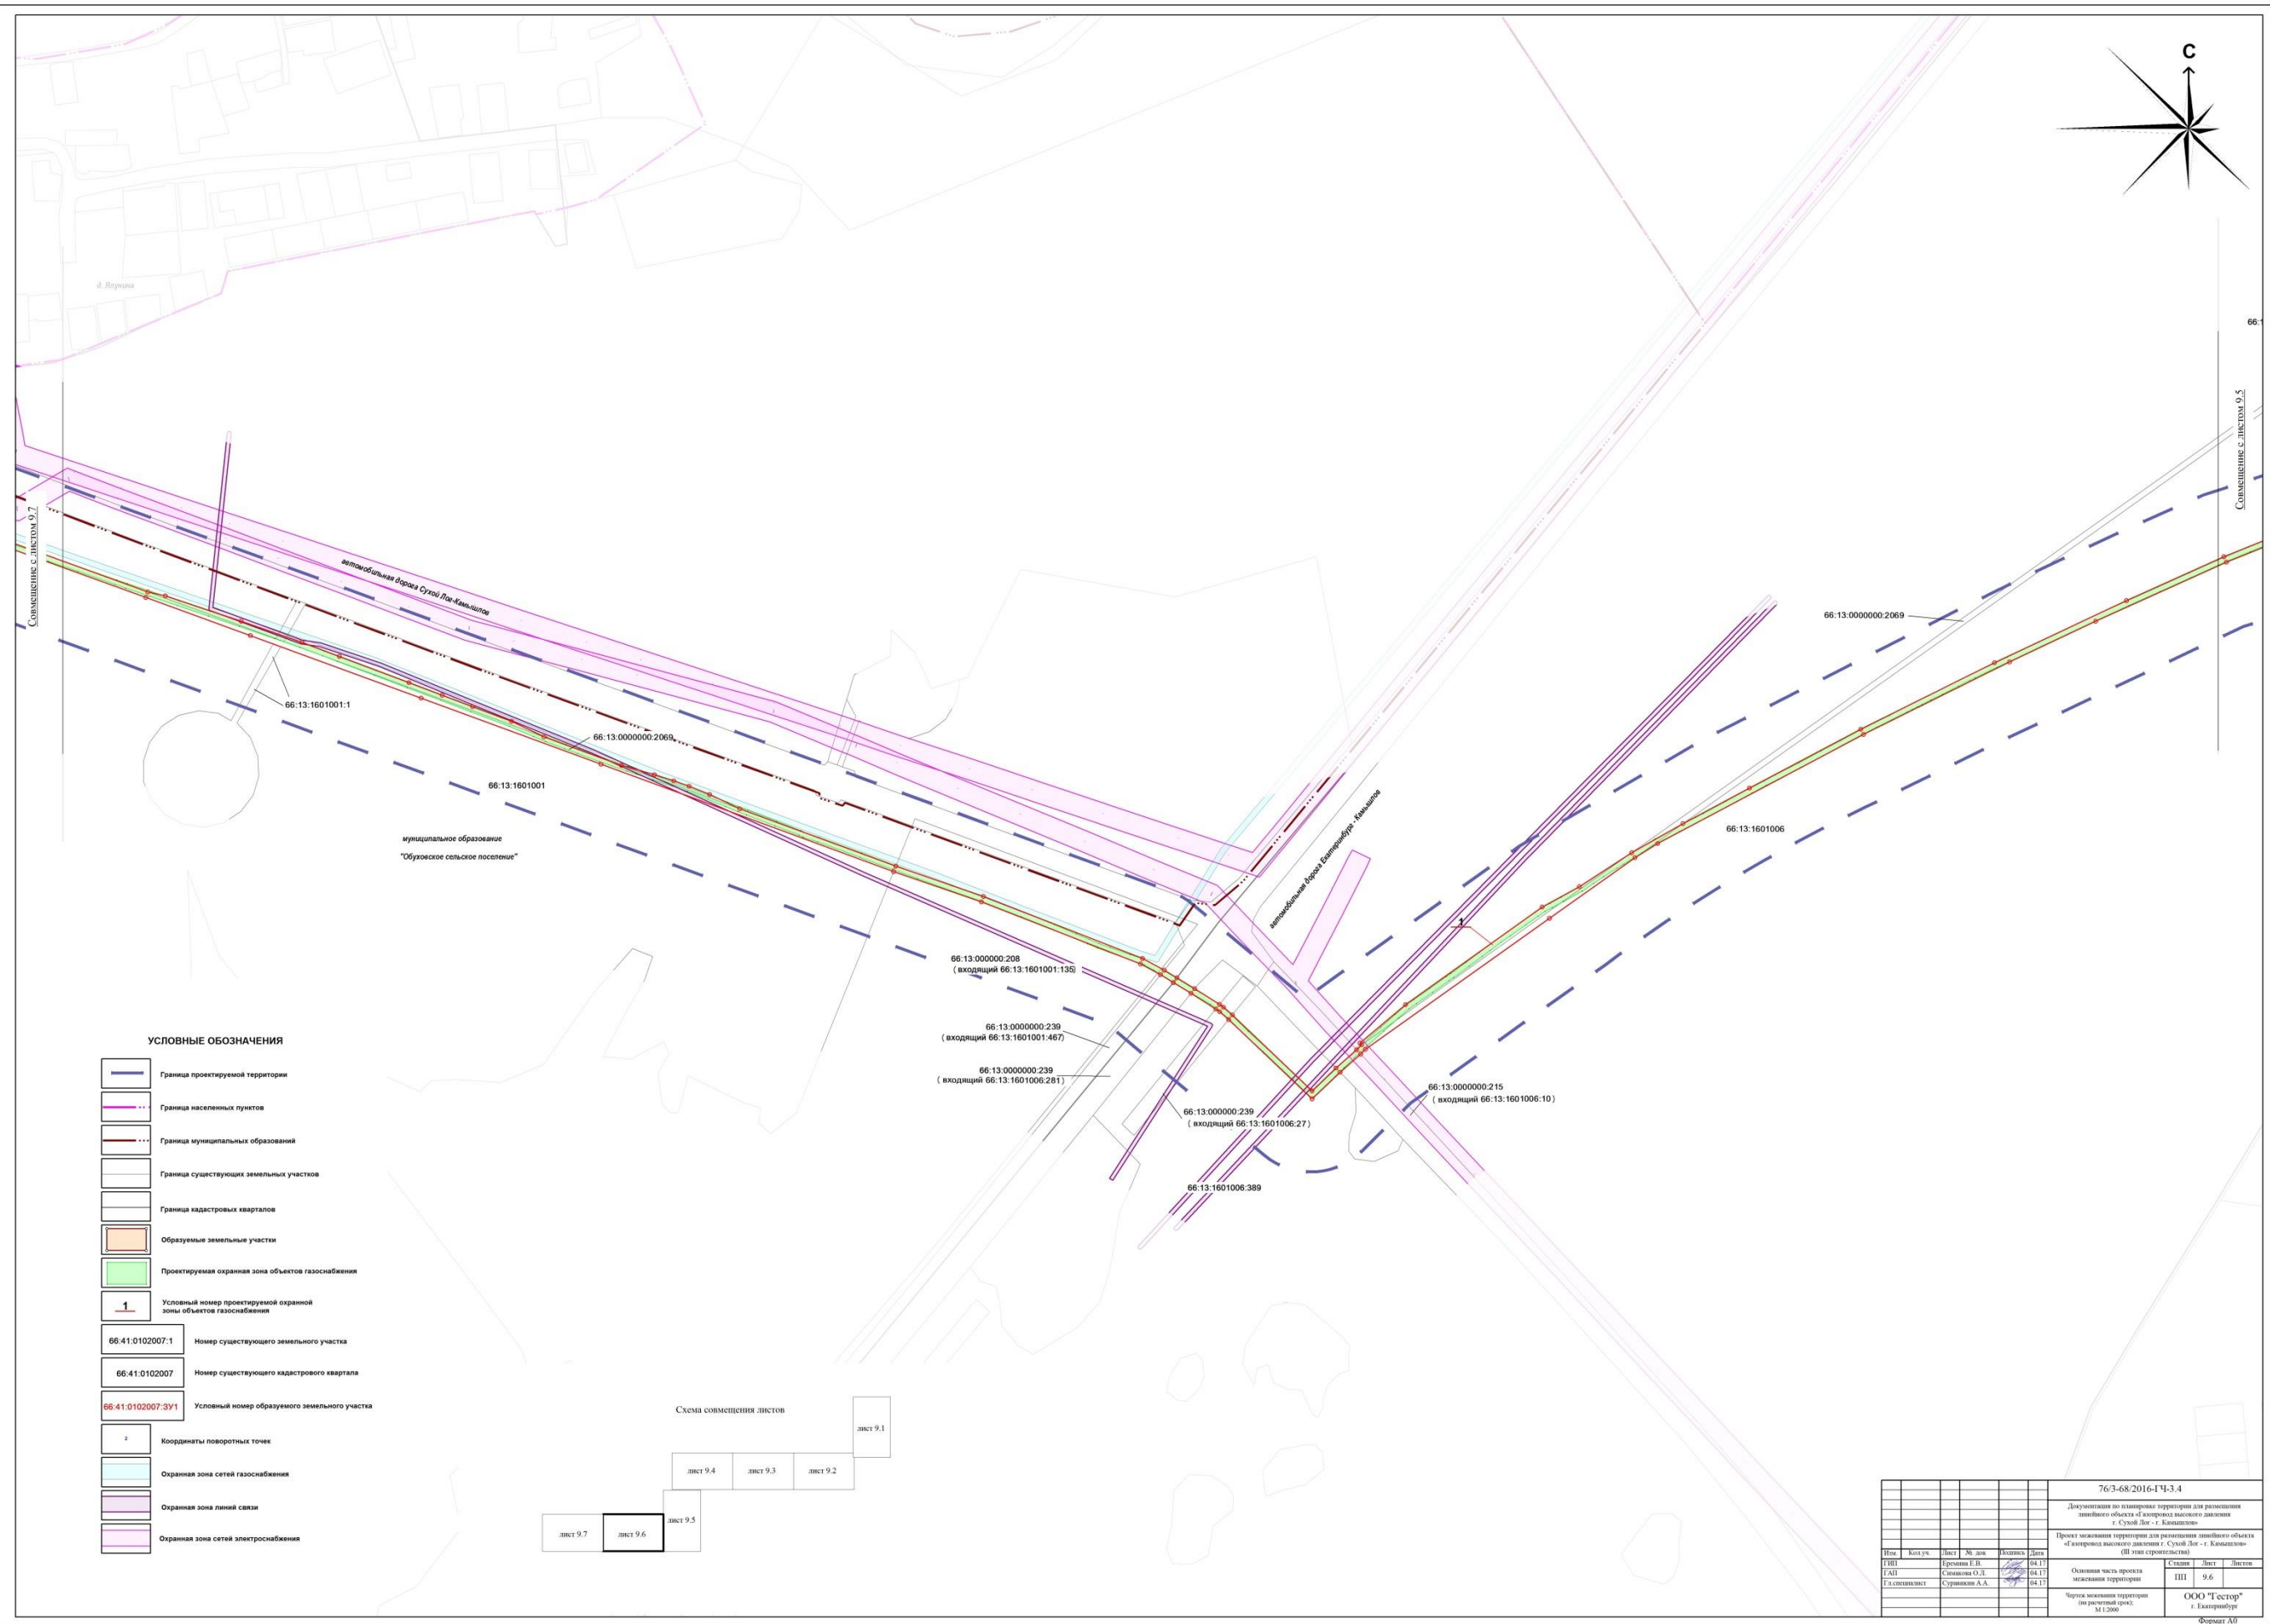 С
д. Япунина
66:1
Совмещение с листом 9.5
Совмещение с листом 9.7
автомобильная дорога Сухой Лог-Камышлов
66:13:0000000:2069
66:13:1601001:1
66:13:0000000:2069
66:13:1601001
муниципальное образование
"Обуховское сельское поселение"
автомобильная дорога Екатеринбург - Камышлов
66:13:1601006
1
66:13:000000:208
( входящий 66:13:1601001:135)
66:13:0000000:239
( входящий 66:13:1601001:467)
66:13:0000000:239
( входящий 66:13:1601006:281)
66:13:000000:239
( входящий 66:13:1601006:27 )
66:13:0000000:215
( входящий 66:13:1601006:10 )
66:13:1601006:389
УСЛОВНЫЕ ОБОЗНАЧЕНИЯ
Граница проектируемой территории
Граница населенных пунктов
Граница муниципальных образований
Граница существующих земельных участков
Граница кадастровых кварталов
Образуемые земельные участки
Проектируемая охранная зона объектов газоснабжения
1
Условный номер проектируемой охранной
зоны объектов газоснабжения
66:41:0102007:1 Номер существующего земельного участка
66:41:0102007 Номер существующего кадастрового квартала
66:41:0102007:ЗУ1 Условный номер образуемого земельного участка
2 Координаты поворотных точек
Охранная зона сетей газоснабжения
Охранная зона линий связи
Охранная зона сетей электроснабжения
Схема совмещения листов
лист 9.1
лист 9.4 лист 9.3 лист 9.2
лист 9.5
лист 9.7 лист 9.6
76/3-68/2016-ГЧ-3.4
Документация по планировке территории для размещения
линейного объекта «Газопровод высокого давления
г. Сухой Лог - г. Камышлов»
Проект межевания территории для размещения линейного объекта
«Газопровод высокого давления г. Сухой Лог - г. Камышлов»
(III этап строительства)
Изм. Кол.уч. Лист № док Подпись Дата
ГИП Еремина Е.В. 04.17
ГАП Симакова О.Л. 04.17
Гл.специалист Сурнинкин А.А. 04.17
Основная часть проекта
межевания территории
Стадия Лист Листов
ПП 9.6
Чертеж межевания территории
(на расчетный срок);
М 1:2000
ООО "Гестор"
г. Екатеринбург
Формат А0